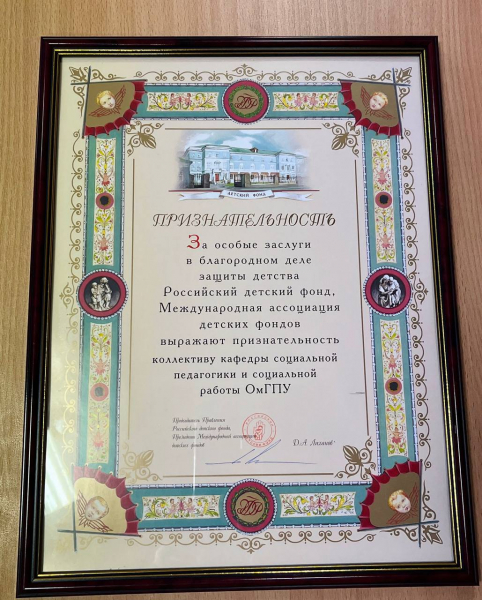 ДЕТСКИЙ ФОНД
ПРИЗНАТЕЛЬНОСТЬ
За особые заслуги
в благородном деле
защиты детства
Российский детский фонд,
Международная ассоциация
детских фондов
выражают признательность
коллективу кафедры социальной
педагогики и социальной
работы ОмГПУ
Председатель Правления
Российского детского фонда,
Президент Международной ассоциации
детских фондов
Д.А. Лиханов